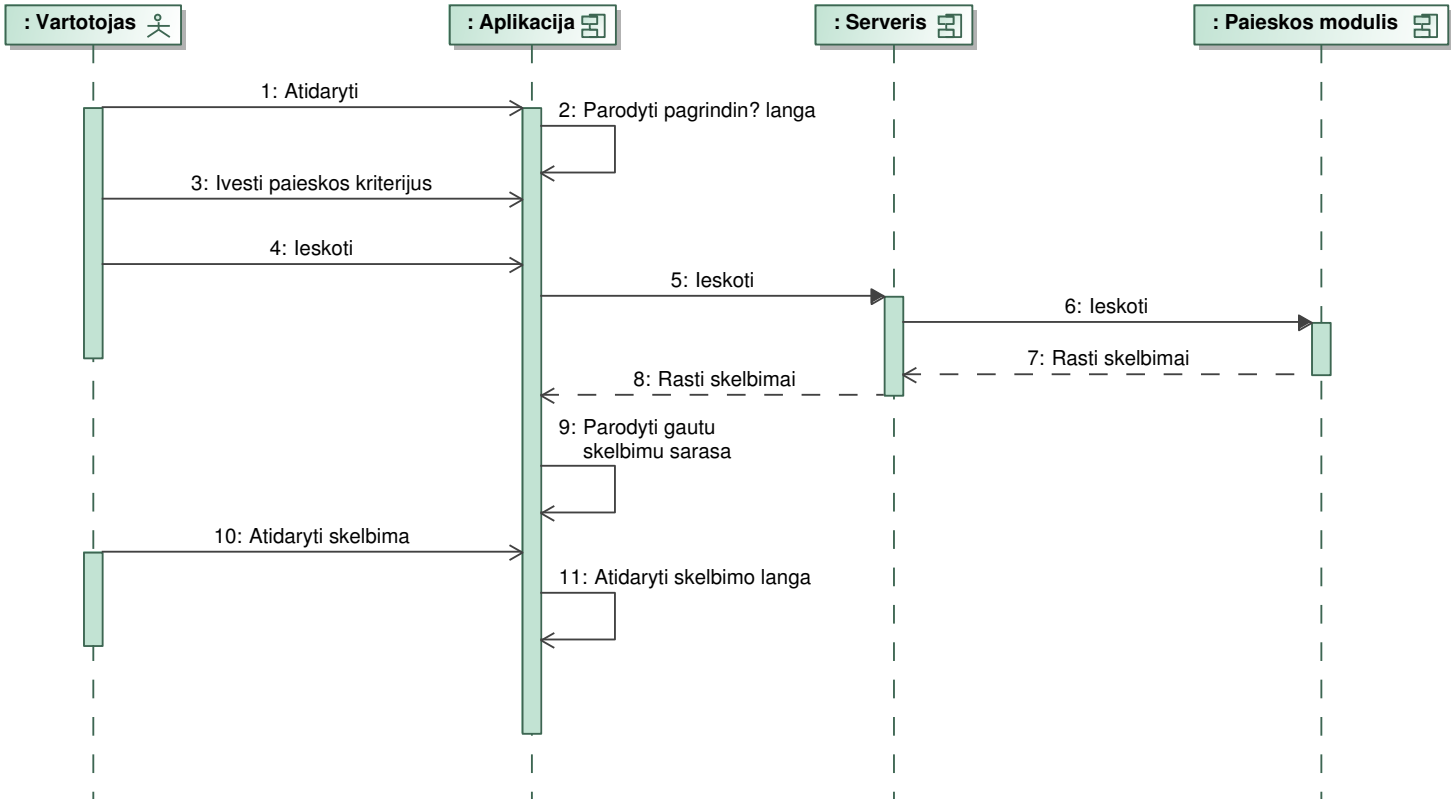 : Vartotojas
: Aplikacija
: Serveris
: Paieskos modulis
1: Atidaryti
2: Parodyti pagrindin? langa
3: Ivesti paieskos kriterijus
4: Ieskoti
5: Ieskoti
6: Ieskoti
7: Rasti skelbimai
8: Rasti skelbimai
9: Parodyti gautu
skelbimu sarasa
10: Atidaryti skelbima
11: Atidaryti skelbimo langa